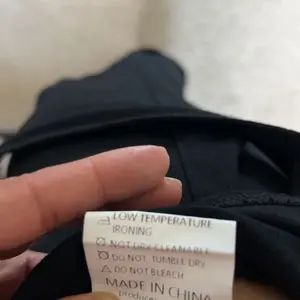 LOW TEMPERATURE
IRONING
NOT DRY CLEANABLE
DO NOT TUMBLE DRY
DO NOT BLEACH
MADE IN CHINA